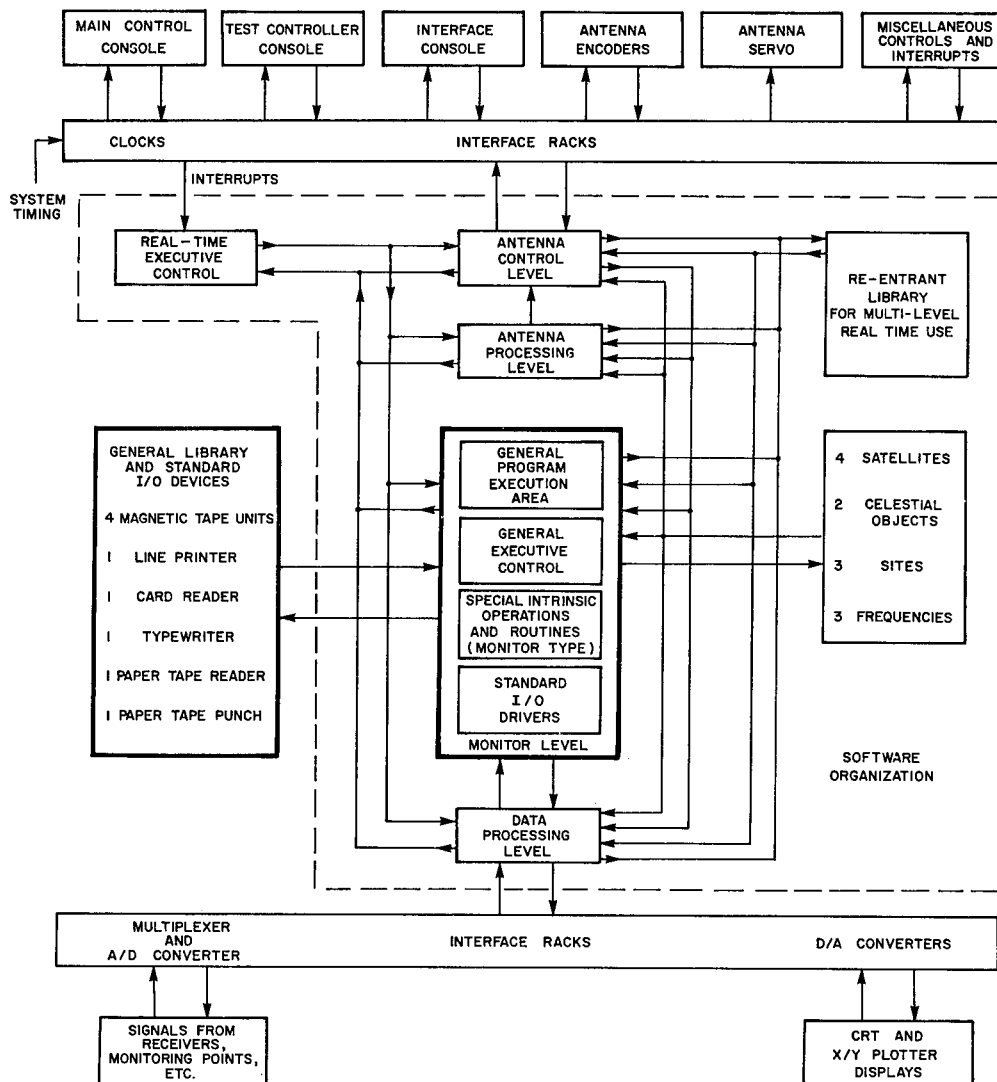 MAIN CONTROL
CONSOLE
TEST CONTROLLER
CONSOLE
INTERFACE
CONSOLE
ANTENNA
ENCODERS
ANTENNA
SERVO
MISCELLANEOUS
CONTROLS AND
INTERRUPTS
CLOCKS
INTERFACE RACKS
SYSTEM
TIMING
INTERRUPTS
REAL-TIME
EXECUTIVE
CONTROL
ANTENNA
CONTROL
LEVEL
RE-ENTRANT
LIBRARY
FOR MULTI-LEVEL
REAL TIME USE
ANTENNA
PROCESSING
LEVEL
GENERAL LIBRARY
AND STANDARD
I/O DEVICES
4 MAGNETIC TAPE UNITS
1 LINE PRINTER
1 CARD READER
1 TYPEWRITER
1 PAPER TAPE READER
1 PAPER TAPE PUNCH
GENERAL
PROGRAM
EXECUTION
AREA
GENERAL
EXECUTIVE
CONTROL
SPECIAL INTRINSIC
OPERATIONS
AND ROUTINES
(MONITOR TYPE)
STANDARD
I/O
DRIVERS
MONITOR LEVEL
4 SATELLITES
2 CELESTIAL
OBJECTS
3 SITES
3 FREQUENCIES
SOFTWARE
ORGANIZATION
DATA
PROCESSING
LEVEL
MULTIPLEXER
AND
A/D CONVERTER
INTERFACE RACKS
D/A CONVERTERS
SIGNALS FROM
RECEIVERS,
MONITORING POINTS,
ETC.
CRT AND
X/Y PLOTTER
DISPLAYS